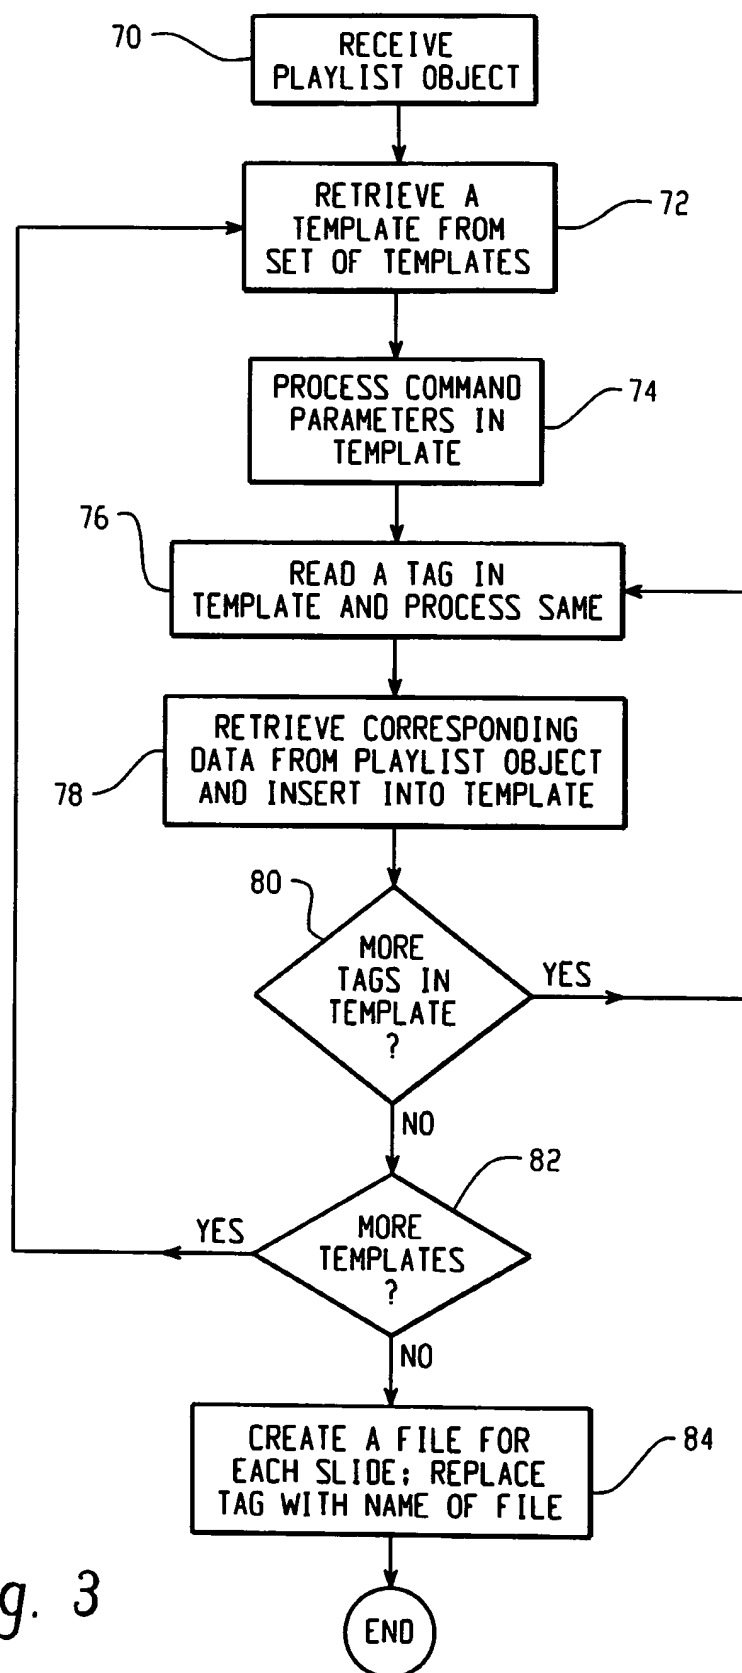 70
RECEIVE
PLAYLIST OBJECT
RETRIEVE A
TEMPLATE FROM
SET OF TEMPLATES
72
PROCESS COMMAND
PARAMETERS IN
TEMPLATE
74
76
READ A TAG IN
TEMPLATE AND PROCESS SAME
RETRIEVE CORRESPONDING
DATA FROM PLAYLIST OBJECT
AND INSERT INTO TEMPLATE
78
80
MORE
TAGS IN
TEMPLATE
?
YES
NO
82
YES
MORE
TEMPLATES
?
NO
CREATE A FILE FOR
EACH SLIDE; REPLACE
TAG WITH NAME OF FILE
84
g. 3
END